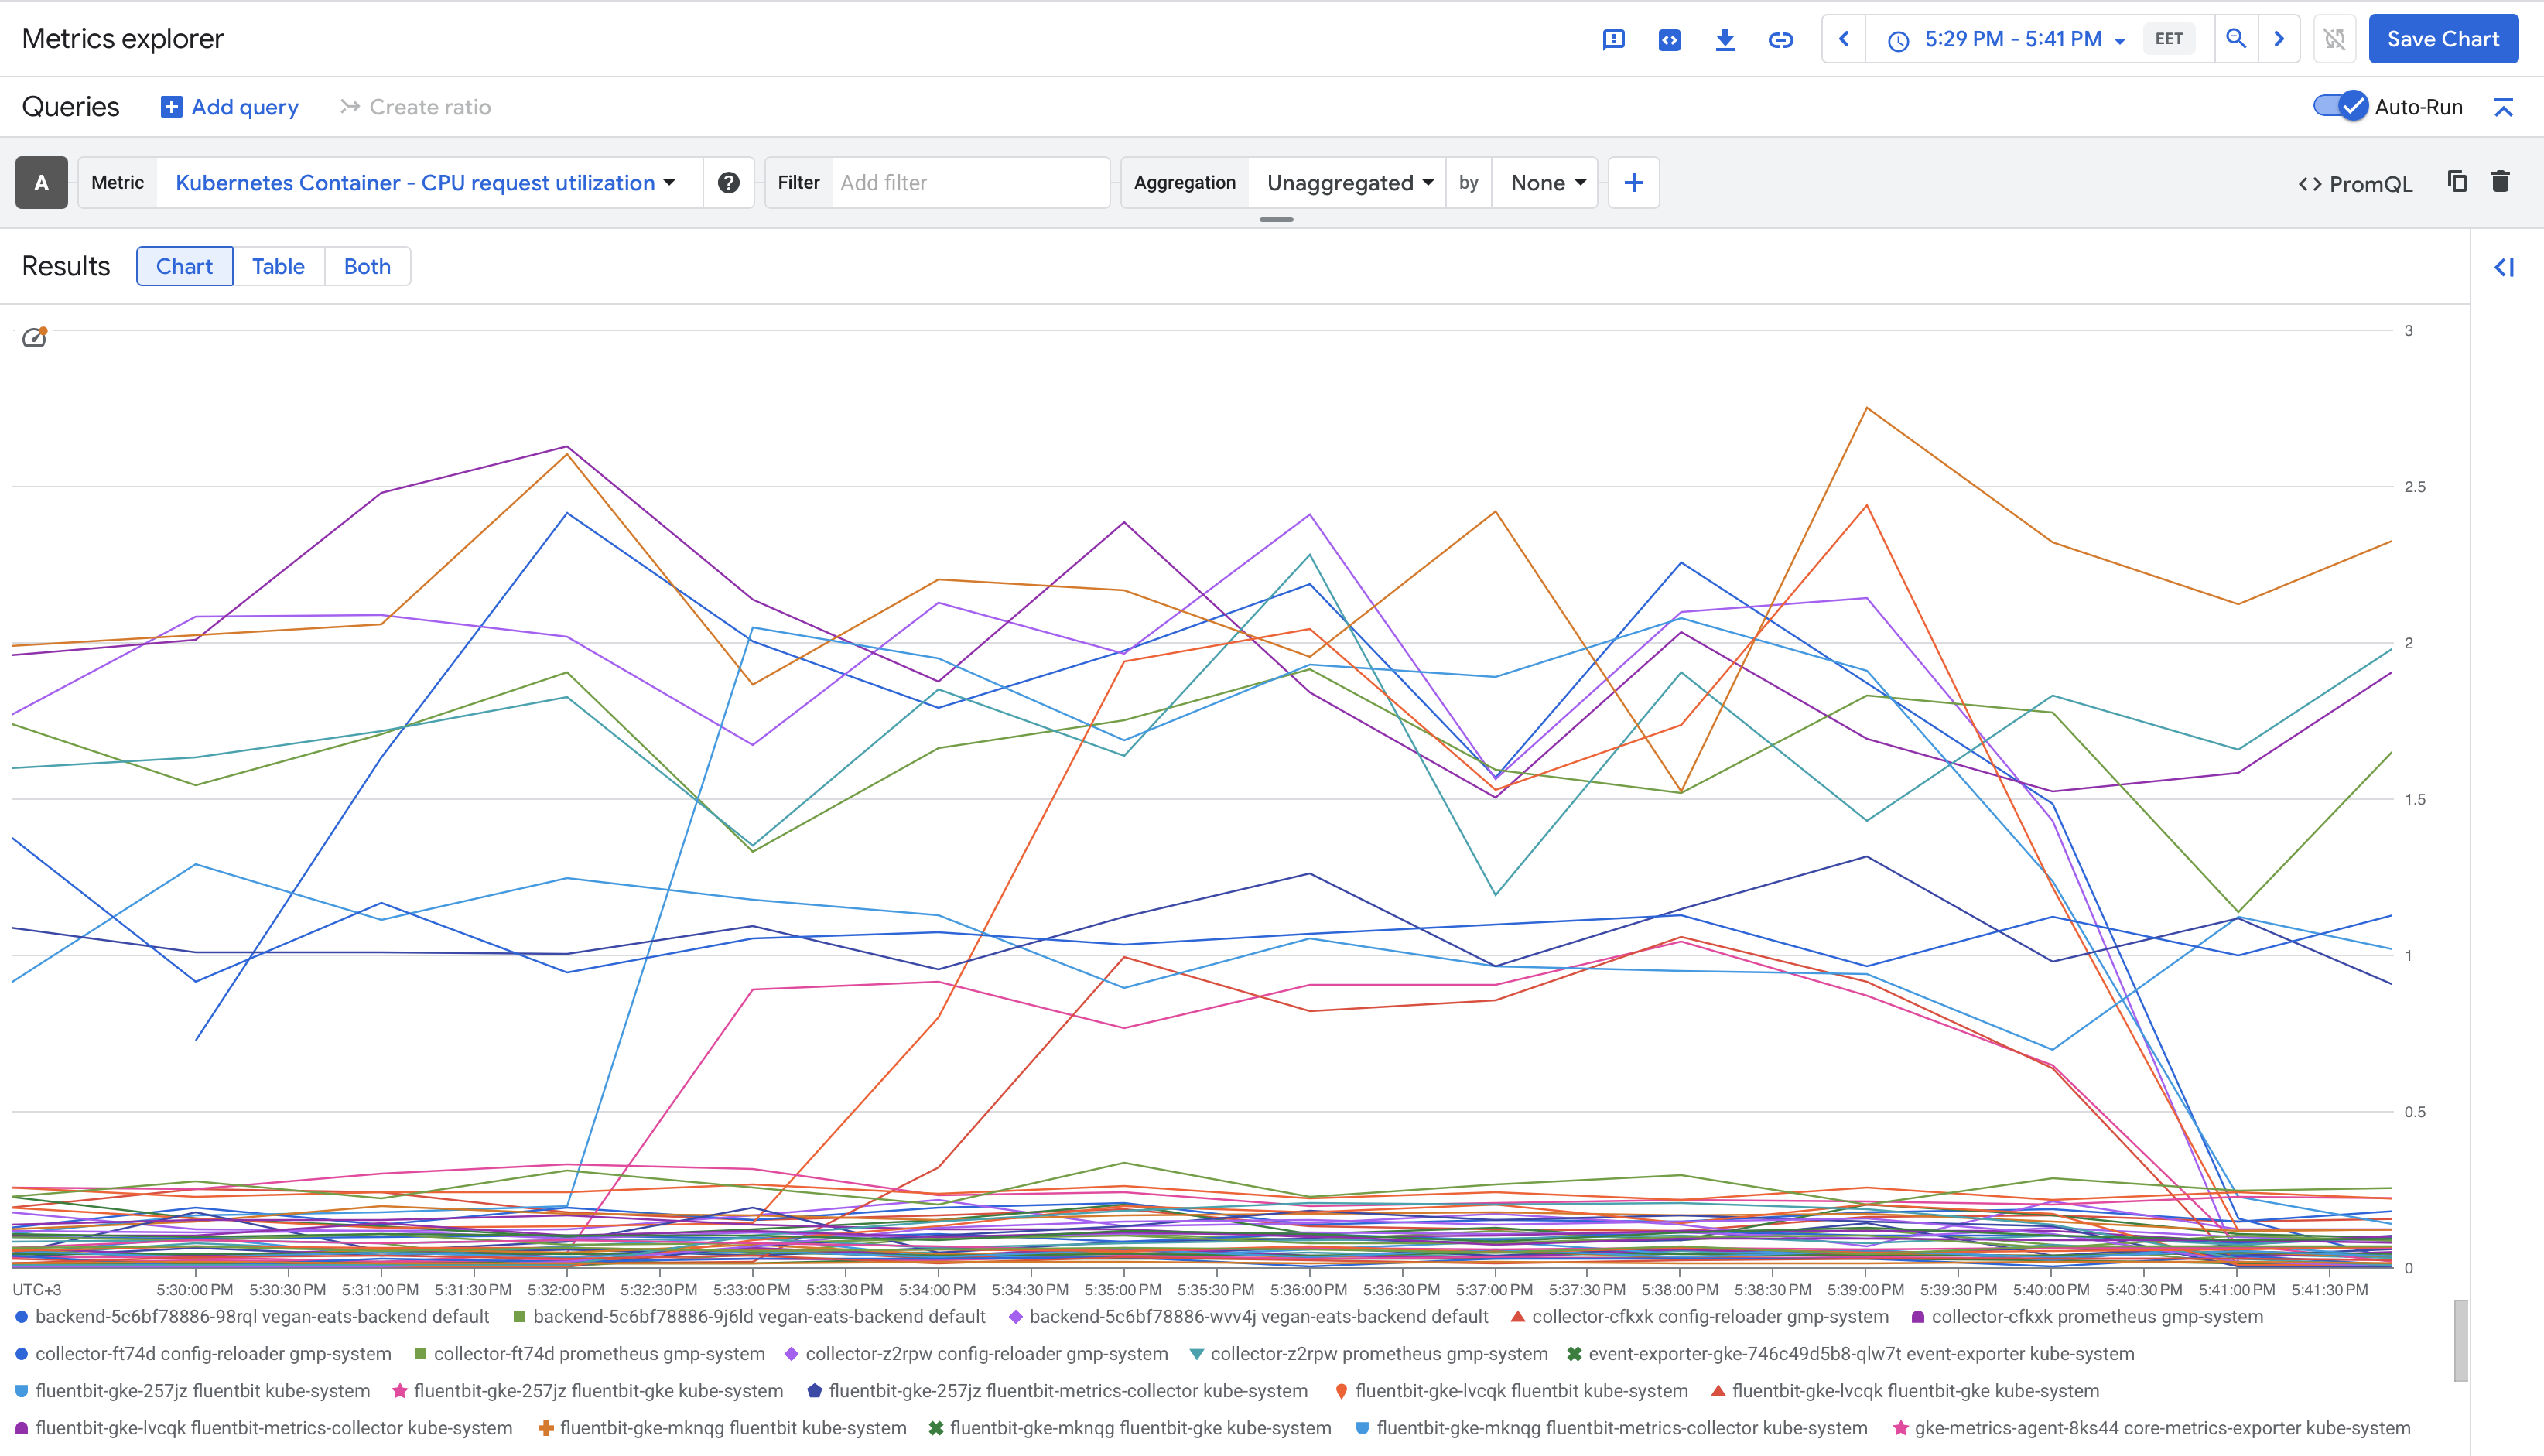 Metrics explorer
5:29 PM - 5:41 PM EET
Save Chart
Queries Add query Create ratio
Auto-Run
A Metric Kubernetes Container - CPU request utilization Filter Add filter Aggregation Unaggregated by None
PromQL
Results Chart Table Both
3
2.5
2
1.5
1
0.5
0
UTC+3 5:30:00 PM 5:30:30 PM 5:31:00 PM 5:31:30 PM 5:32:00 PM 5:32:30 PM 5:33:00 PM 5:33:30 PM 5:34:00 PM 5:34:30 PM 5:35:00 PM 5:35:30 PM 5:36:00 PM 5:36:30 PM 5:37:00 PM 5:37:30 PM 5:38:00 PM 5:38:30 PM 5:39:00 PM 5:39:30 PM 5:40:00 PM 5:40:30 PM 5:41:00 PM 5:41:30 PM
backend-5c6bf78886-98rql vegan-eats-backend default backend-5c6bf78886-9j6ld vegan-eats-backend default backend-5c6bf78886-wvv4j vegan-eats-backend default collector-cfkxk config-reloader gmp-system collector-cfkxk prometheus gmp-system
collector-ft74d config-reloader gmp-system collector-ft74d prometheus gmp-system collector-z2rpw config-reloader gmp-system collector-z2rpw prometheus gmp-system event-exporter-gke-746c49d5b8-qlw7t event-exporter kube-system
fluentbit-gke-257jz fluentbit kube-system fluentbit-gke-257jz fluentbit-gke kube-system fluentbit-gke-257jz fluentbit-metrics-collector kube-system fluentbit-gke-lvcqk fluentbit kube-system fluentbit-gke-lvcqk fluentbit-gke kube-system
fluentbit-gke-lvcqk fluentbit-metrics-collector kube-system fluentbit-gke-mknqg fluentbit kube-system fluentbit-gke-mknqg fluentbit-gke kube-system fluentbit-gke-mknqg fluentbit-metrics-collector kube-system gke-metrics-agent-8ks44 core-metrics-exporter kube-system